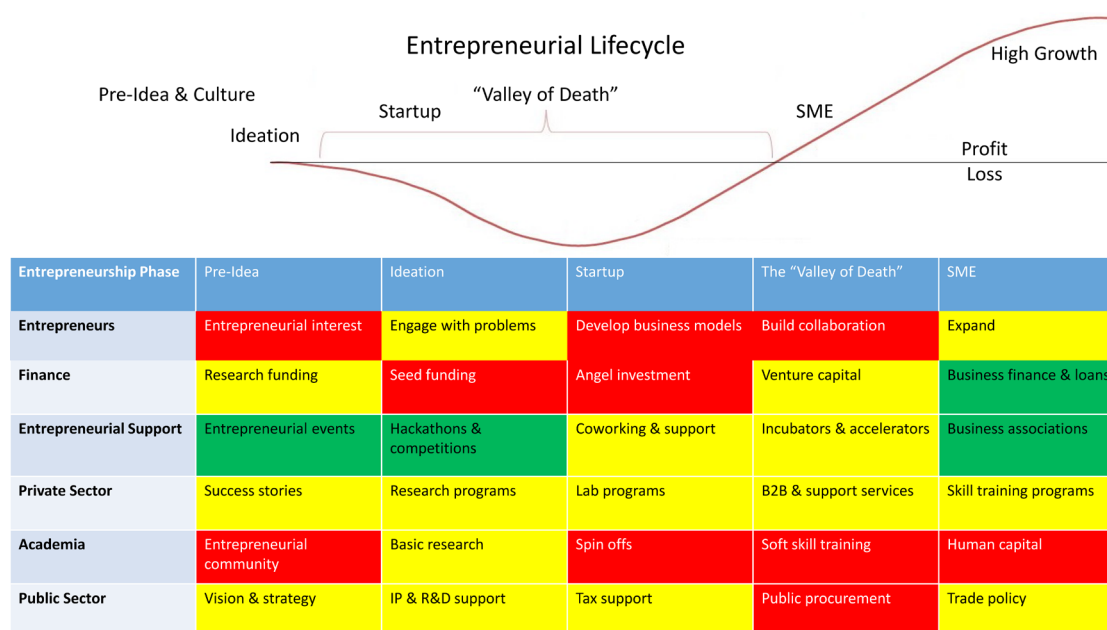 Entrepreneurial Lifecycle
High Growth
Pre-Idea & Culture
“Valley of Death”
Startup
SME
Ideation
Profit
Loss
Entrepreneurship Phase
Pre-Idea
Ideation
Startup
The “Valley of Death”
SME
Entrepreneurs
Entrepreneurial interest
Engage with problems
Develop business models
Build collaboration
Expand
Finance
Research funding
Seed funding
Angel investment
Venture capital
Business finance & loans
Entrepreneurial Support
Entrepreneurial events
Hackathons &
competitions
Coworking & support
Incubators & accelerators
Business associations
Private Sector
Success stories
Research programs
Lab programs
B2B & support services
Skill training programs
Academia
Entrepreneurial
community
Basic research
Spin offs
Soft skill training
Human capital
Public Sector
Vision & strategy
IP & R&D support
Tax support
Public procurement
Trade policy